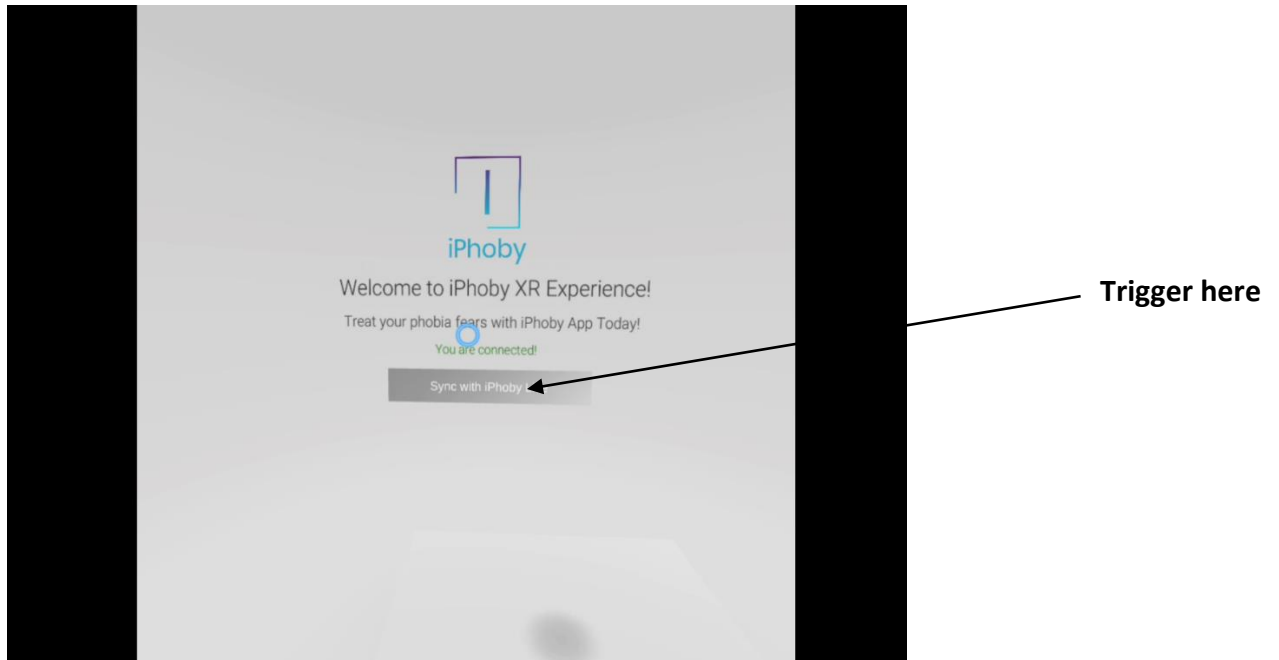 iPhoby
Welcome to iPhoby XR Experience!
Treat your phobia fears with iPhoby App Today!
You are connected!
Sync with iPhoby
Trigger here